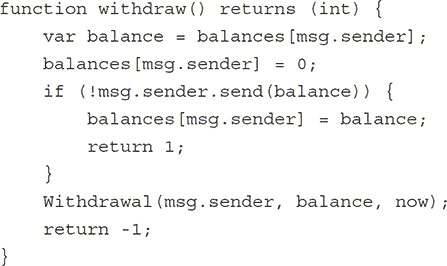 function withdraw() returns (int) {
    var balance = balances[msg.sender];
    balances[msg.sender] = 0;
    if (!msg.sender.send(balance)) {
        balances[msg.sender] = balance;
        return 1;
    }
    Withdrawal(msg.sender, balance, now);
    return -1;
}